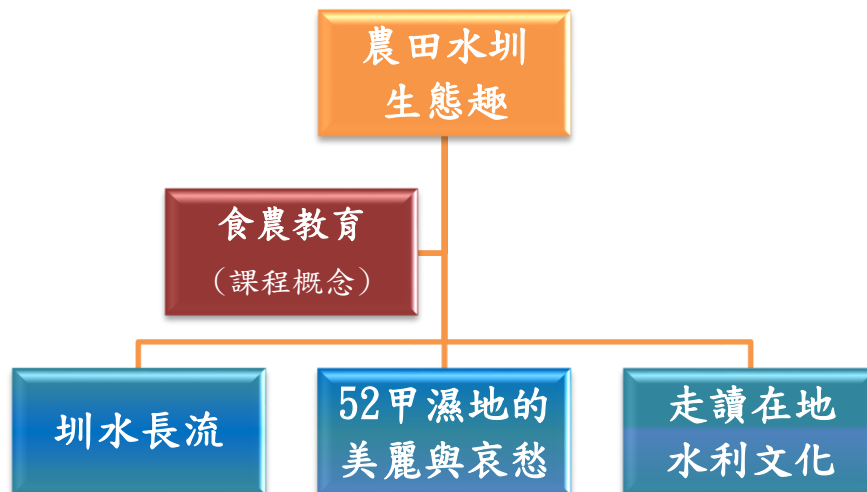 農田水圳
生態趣
食農教育
（課程概念）
圳水長流
52甲濕地的
美麗與哀愁
走讀在地
水利文化